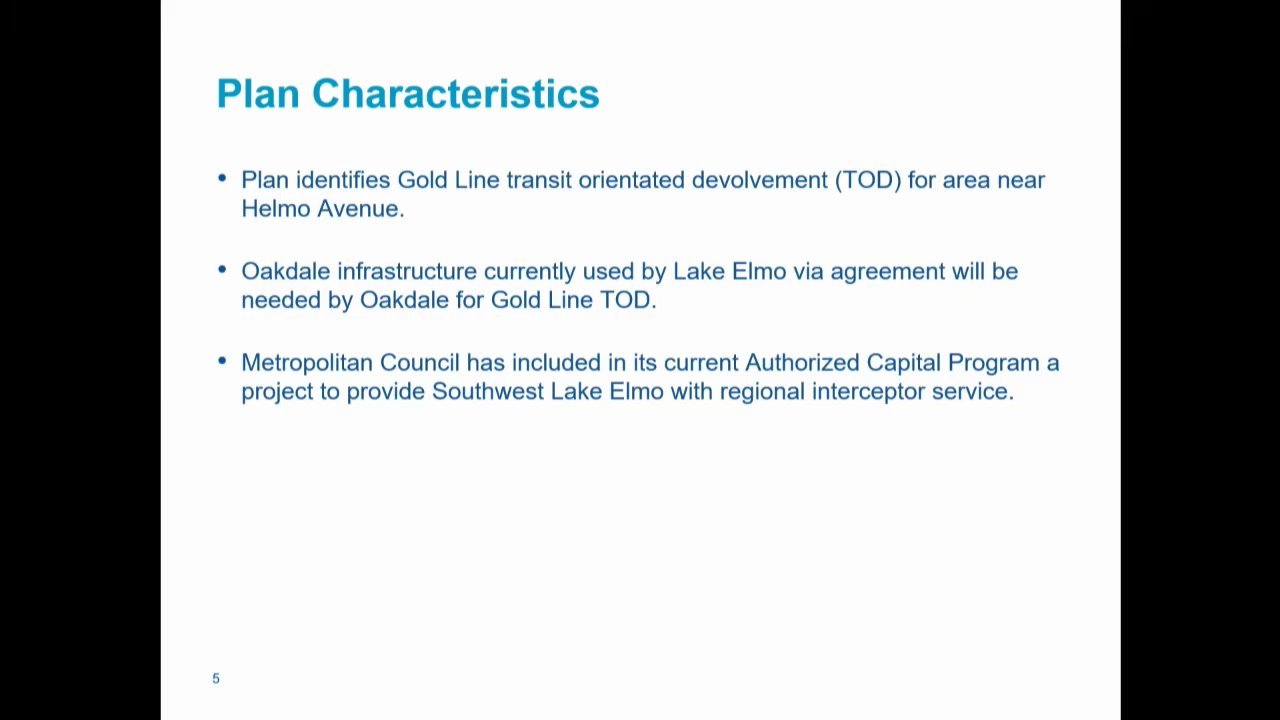 Plan Characteristics
• Plan identifies Gold Line transit orientated devolvement (TOD) for area near
Helmo Avenue.
• Oakdale infrastructure currently used by Lake Elmo via agreement will be
needed by Oakdale for Gold Line TOD.
• Metropolitan Council has included in its current Authorized Capital Program a
project to provide Southwest Lake Elmo with regional interceptor service.
5